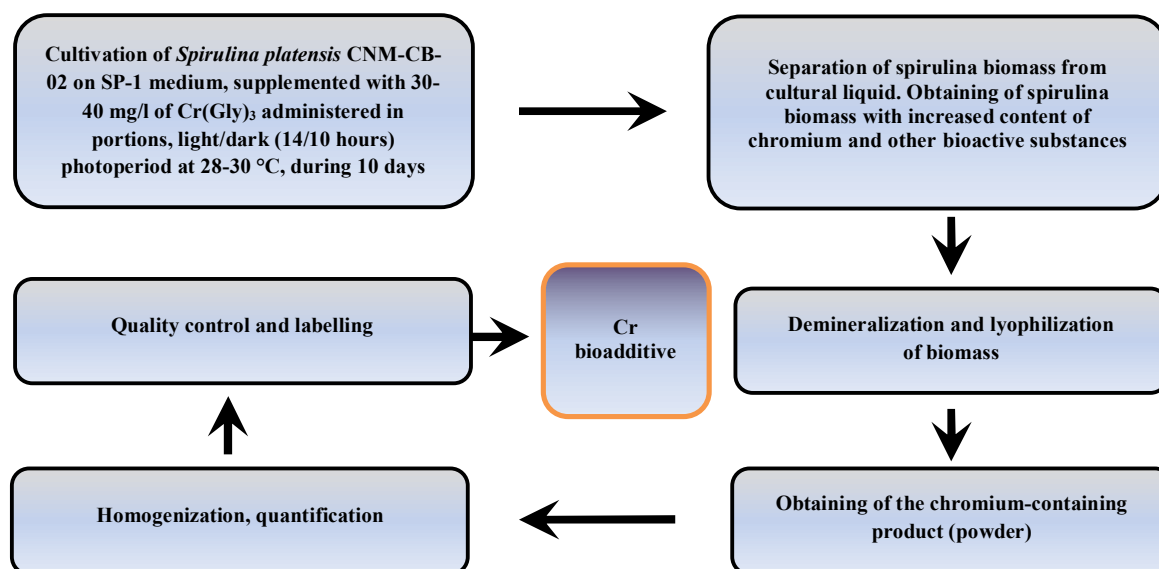 Cultivation of Spirulina platensis CNM-CB-
02 on SP-1 medium, supplemented with 30-
40 mg/l of Cr(Gly)₃ administered in
portions, light/dark (14/10 hours)
photoperiod at 28-30 °C, during 10 days
Separation of spirulina biomass from
cultural liquid. Obtaining of spirulina
biomass with increased content of
chromium and other bioactive substances
Demineralization and lyophilization
of biomass
Obtaining of the chromium-containing
product (powder)
Homogenization, quantification
Quality control and labelling
Cr
bioadditive